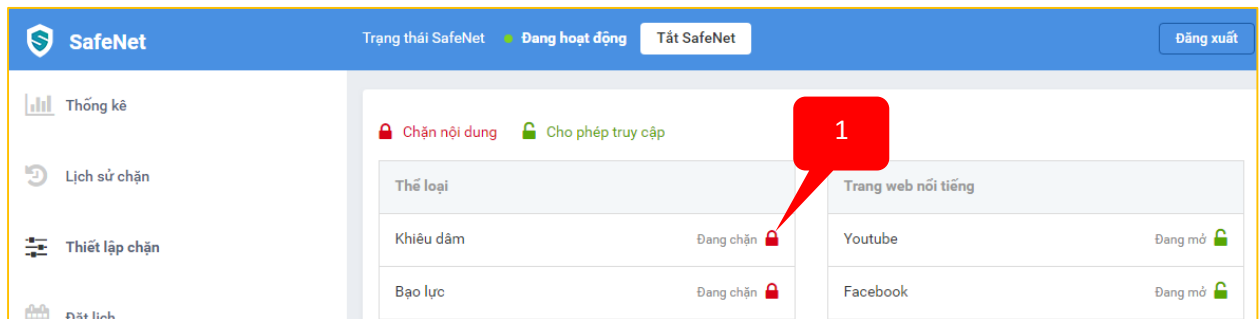 SafeNet
Trạng thái SafeNet Đang hoạt động Tắt SafeNet Đăng xuất
Thống kê
Lịch sử chặn
Thiết lập chặn
Đặt lịch
Chặn nội dung Cho phép truy cập
1
Thể loại
Khiêu dâm Đang chặn
Bạo lực Đang chặn
Trang web nổi tiếng
Youtube Đang mở
Facebook Đang mở